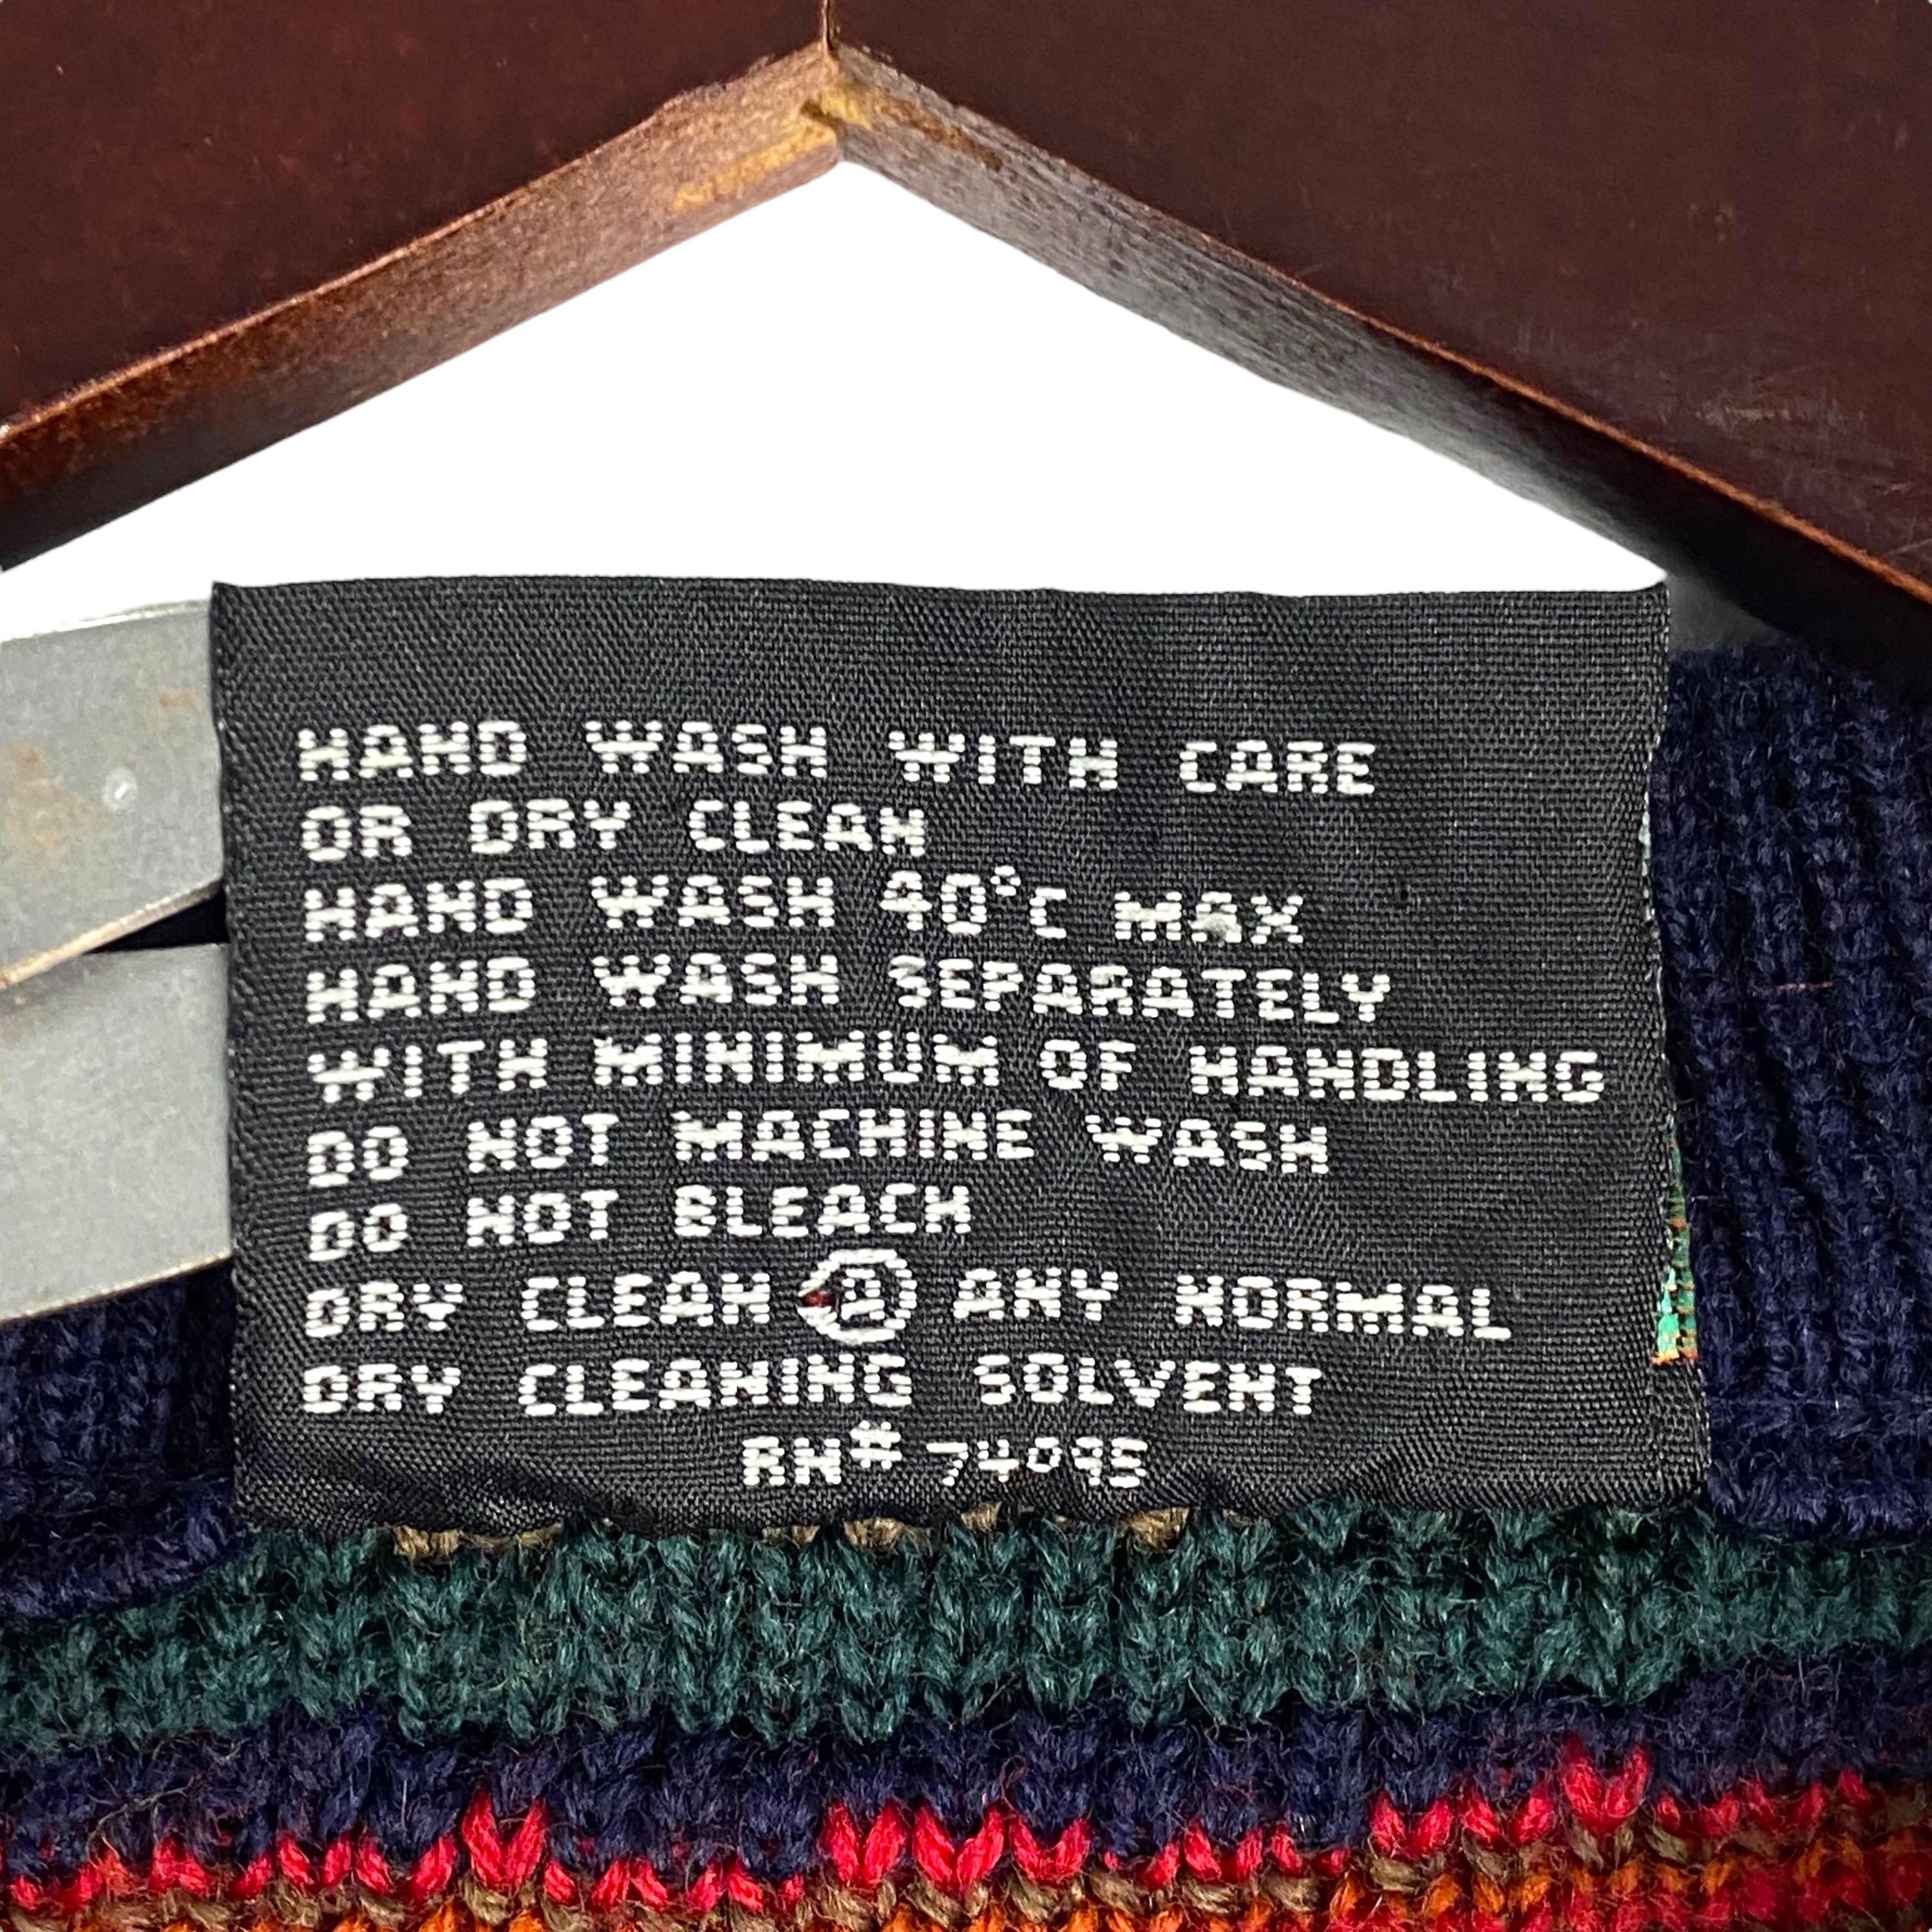 HAND WASH WITH CARE
OR DRY CLEAN
HAND WASH 40°C MAX
HAND WASH SEPARATELY
WITH MINIMUM OF HANDLING
DO NOT MACHINE WASH
DO NOT BLEACH
DRY CLEAN Ⓐ ANY NORMAL
DRY CLEANING SOLVENT
RN# 74095